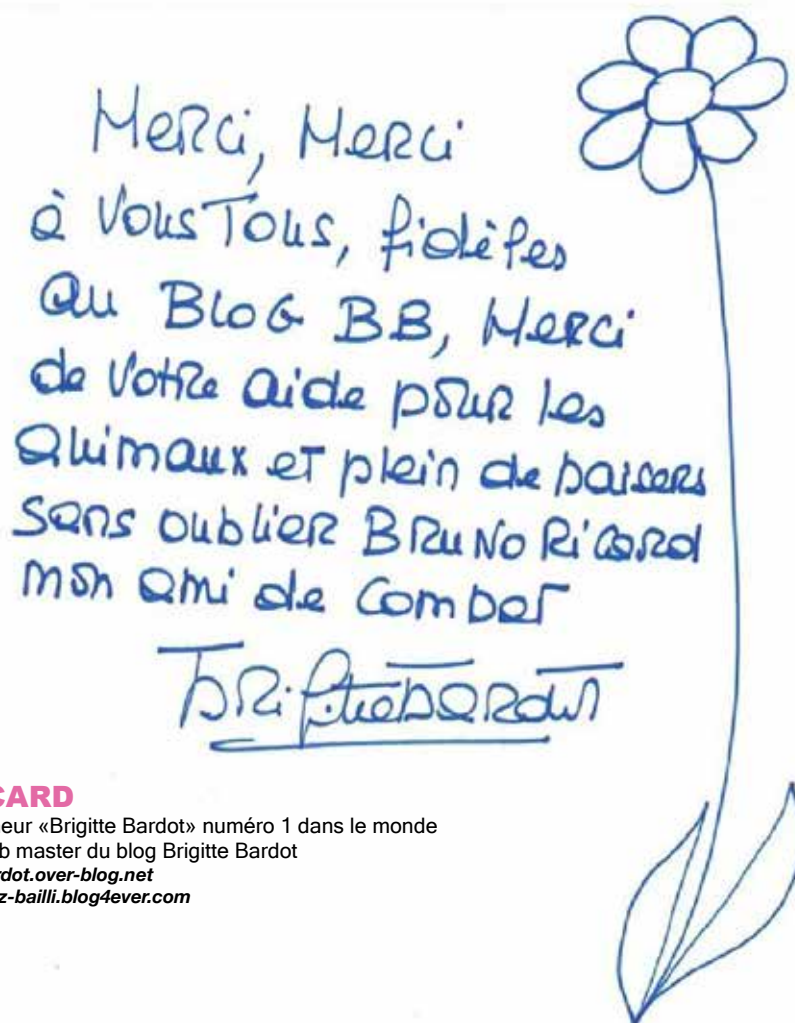 Merci, Merci
à Vous Tous, fidèles
au BLOG BB, Merci
de Votre aide pour les
animaux et plein de baisers
sans oublier BRUNO Ricard
mon ami de Combat
Brigitte Bardot
CARD
eur «Brigitte Bardot» numéro 1 dans le monde
b master du blog Brigitte Bardot
rdot.over-blog.net
z-bailli.blog4ever.com